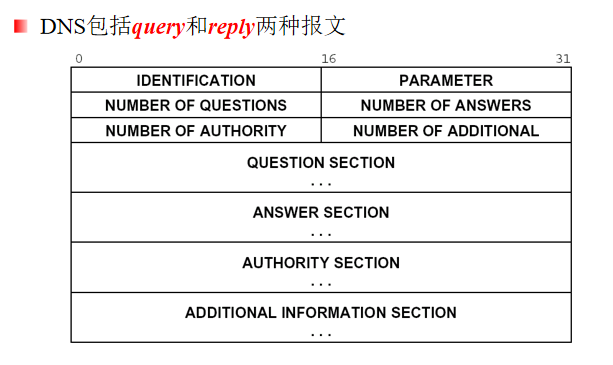 DNS包括query和reply两种报文
0 16 31
IDENTIFICATION PARAMETER
NUMBER OF QUESTIONS NUMBER OF ANSWERS
NUMBER OF AUTHORITY NUMBER OF ADDITIONAL
QUESTION SECTION
...
ANSWER SECTION
...
AUTHORITY SECTION
...
ADDITIONAL INFORMATION SECTION
...